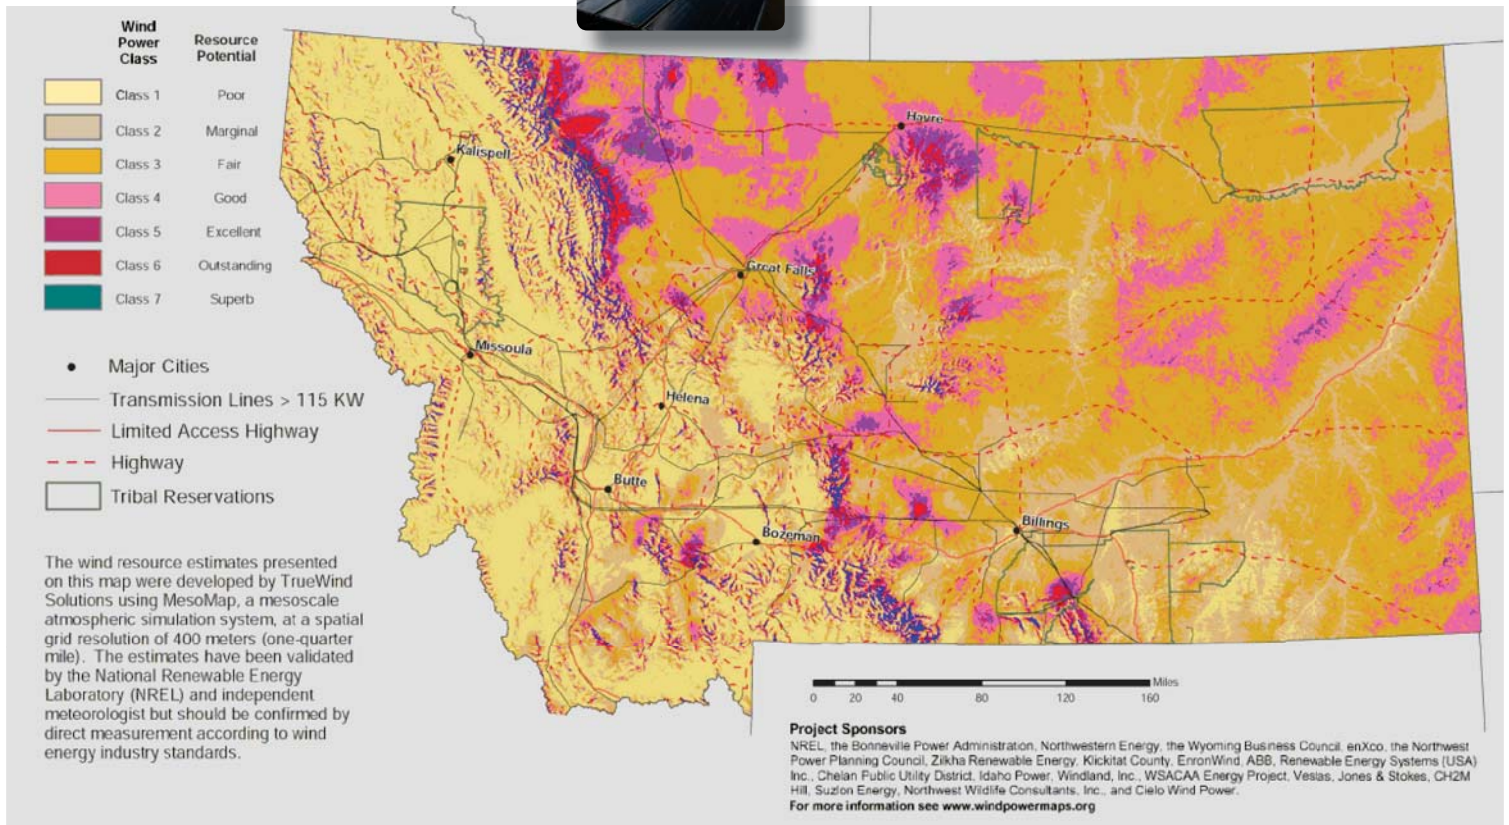 Wind
Power
Class
Resource
Potential
Class 1 Poor
Class 2 Marginal
Class 3 Fair
Class 4 Good
Class 5 Excellent
Class 6 Outstanding
Class 7 Superb
Major Cities
Transmission Lines > 115 KW
Limited Access Highway
Highway
Tribal Reservations
The wind resource estimates presented
on this map were developed by TrueWind
Solutions using MesoMap, a mesoscale
atmospheric simulation system, at a spatial
grid resolution of 400 meters (one-quarter
mile). The estimates have been validated
by the National Renewable Energy
Laboratory (NREL) and independent
meteorologist but should be confirmed by
direct measurement according to wind
energy industry standards.
Havre
Kalispell
Great Falls
Missoula
Helena
Butte
Billings
Bozeman
Miles
0 20 40 80 120 160
Project Sponsors
NREL, the Bonneville Power Administration, Northwestern Energy, the Wyoming Business Council, enXco, the Northwest
Power Planning Council, Zilkha Renewable Energy, Klickitat County, EnronWind, ABB, Renewable Energy Systems (USA)
Inc., Chelan Public Utility District, Idaho Power, Windland, Inc., WSACAA Energy Project, Vestas, Jones & Stokes, CH2M
Hill, Suzlon Energy, Northwest Wildlife Consultants, Inc., and Cielo Wind Power.
For more information see www.windpowermaps.org